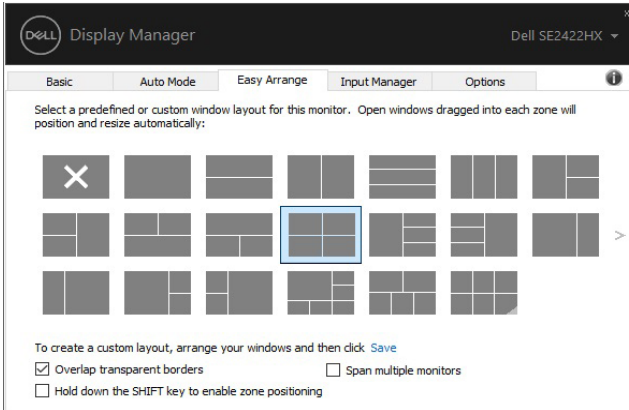 DELL Display Manager Dell SE2422HX
Basic Auto Mode Easy Arrange Input Manager Options
Select a predefined or custom window layout for this monitor. Open windows dragged into each zone will
position and resize automatically:
To create a custom layout, arrange your windows and then click Save
Overlap transparent borders Span multiple monitors
Hold down the SHIFT key to enable zone positioning